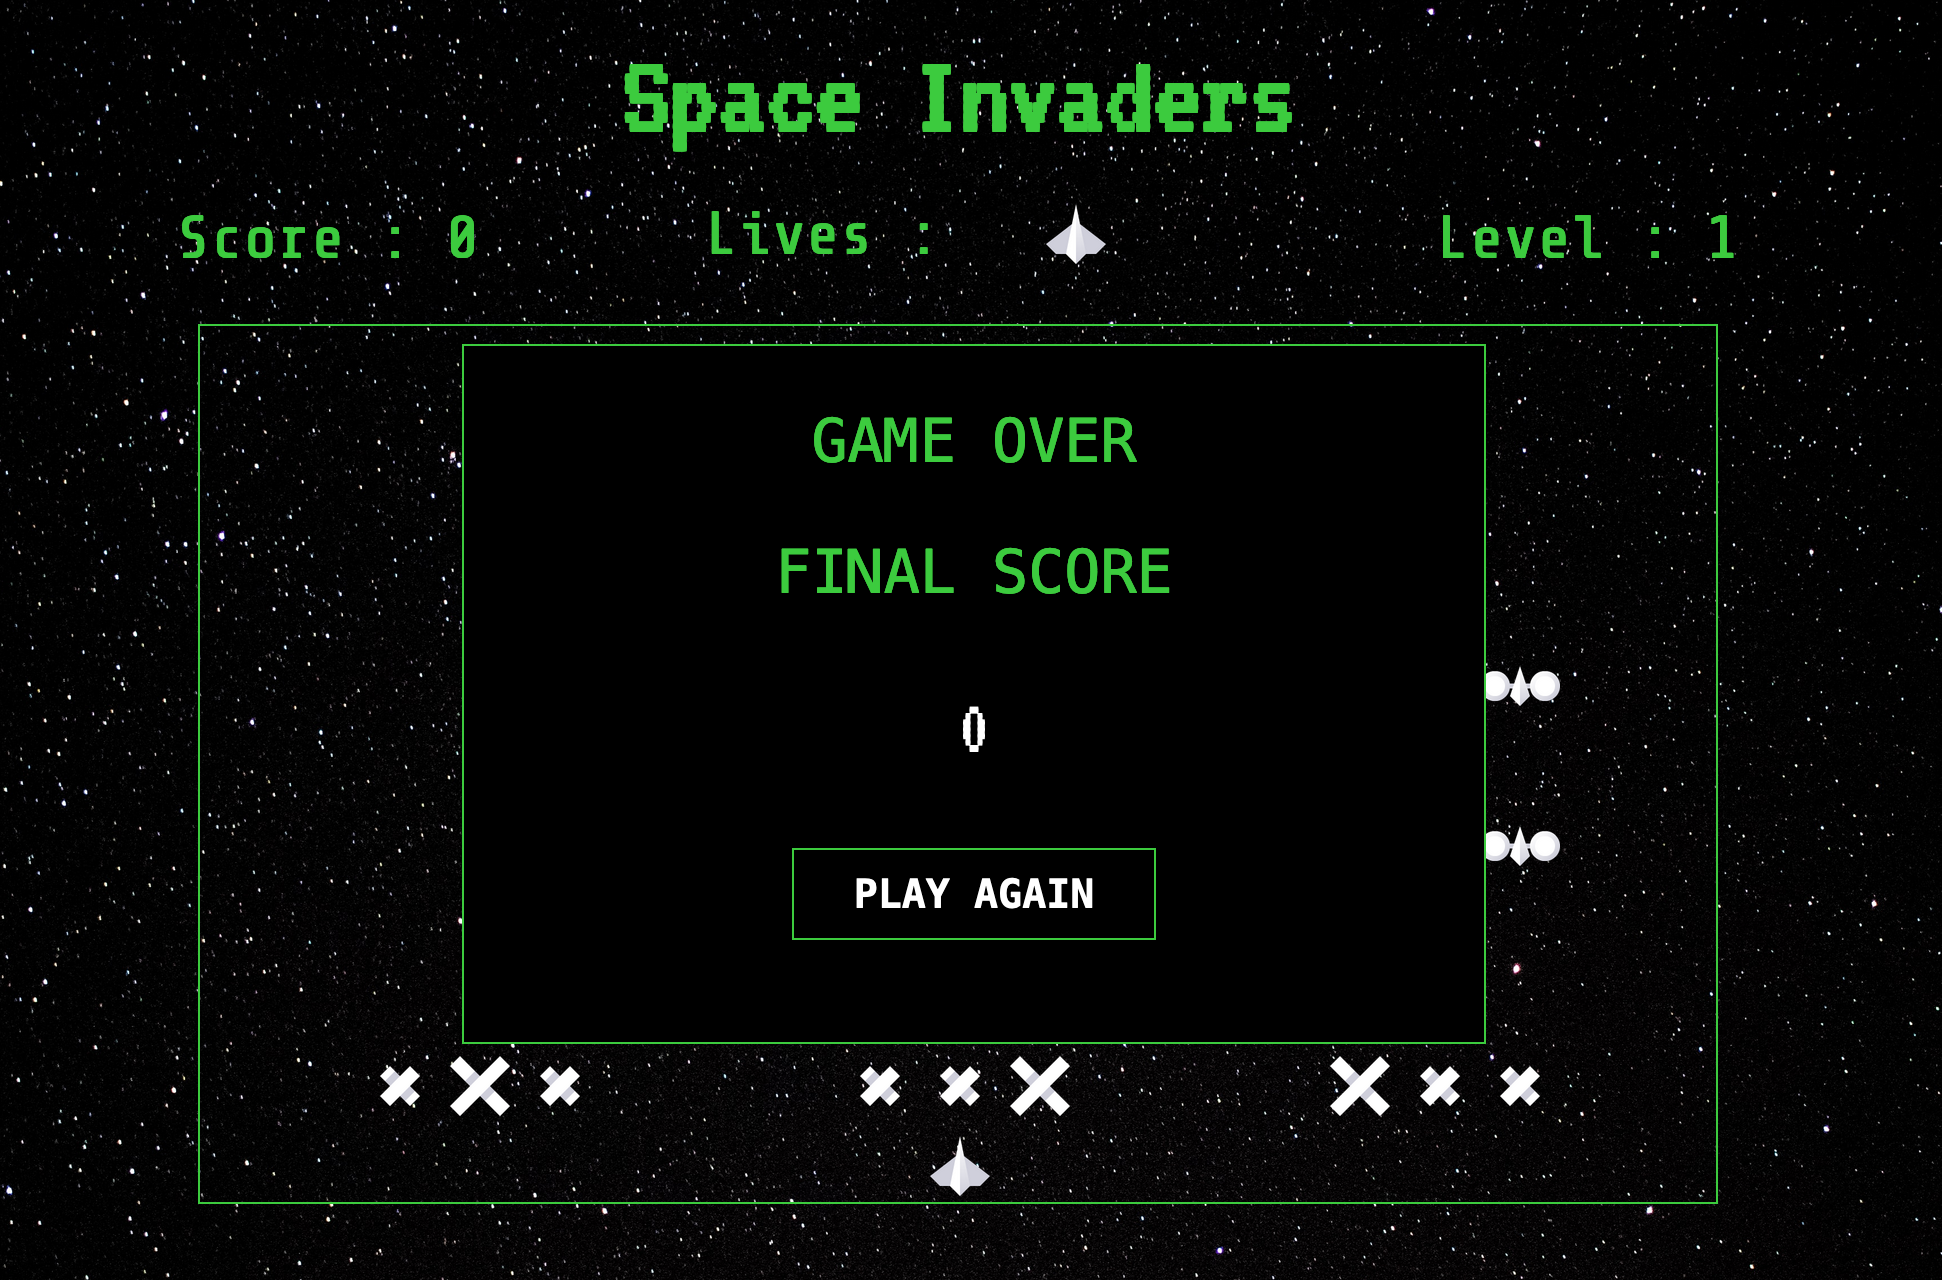 Space Invaders
Score : 0
Lives :
Level : 1
GAME OVER
FINAL SCORE
0
PLAY AGAIN